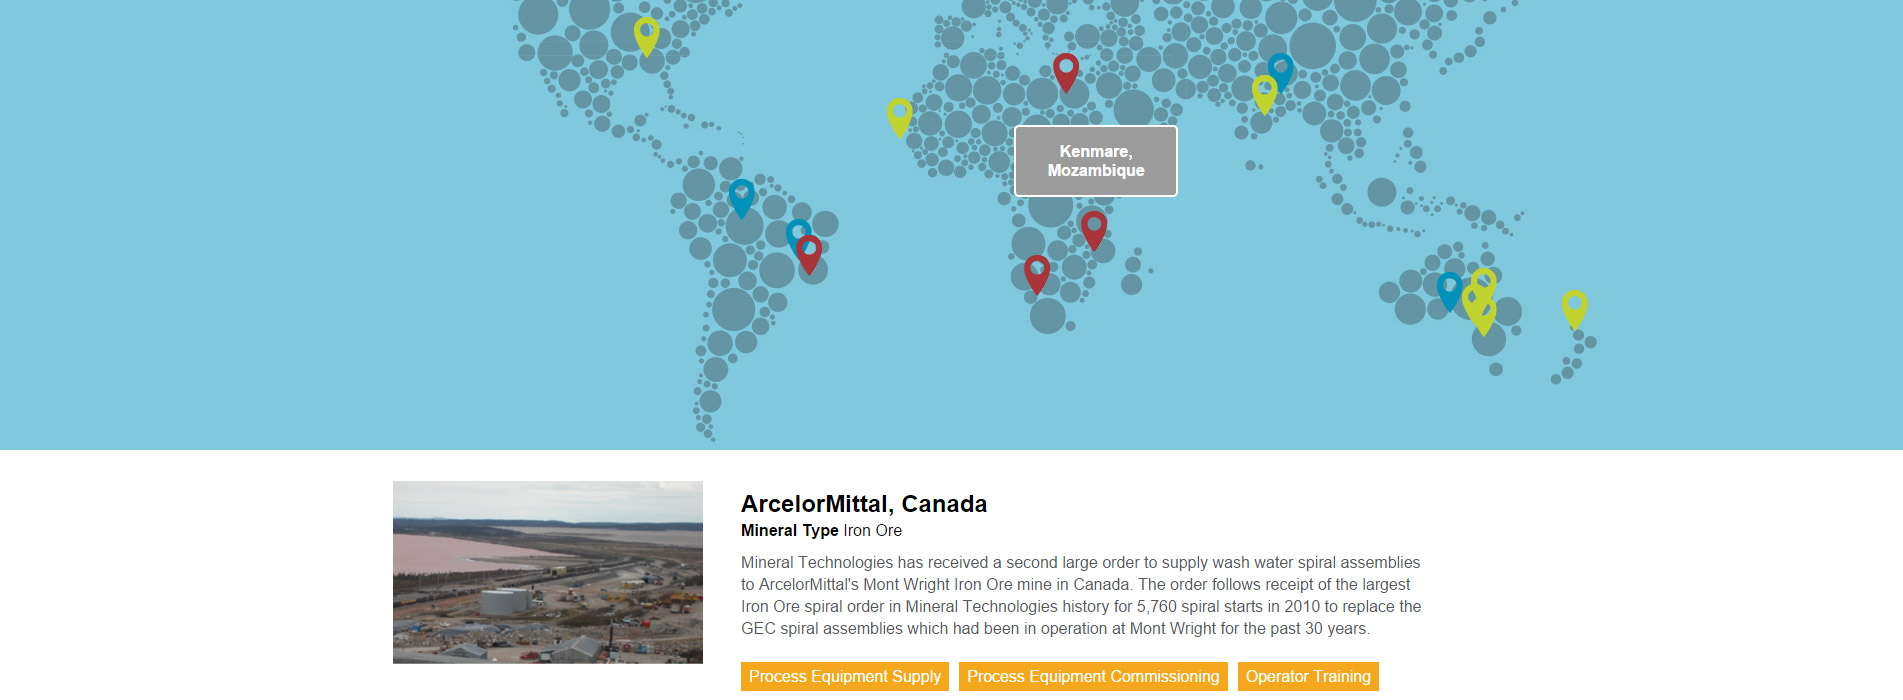 Kenmare,
Mozambique
ArcelorMittal, Canada
Mineral Type Iron Ore
Mineral Technologies has received a second large order to supply wash water spiral assemblies
to ArcelorMittal's Mont Wright Iron Ore mine in Canada. The order follows receipt of the largest
Iron Ore spiral order in Mineral Technologies history for 5,760 spiral starts in 2010 to replace the
GEC spiral assemblies which had been in operation at Mont Wright for the past 30 years.
Process Equipment Supply Process Equipment Commissioning Operator Training